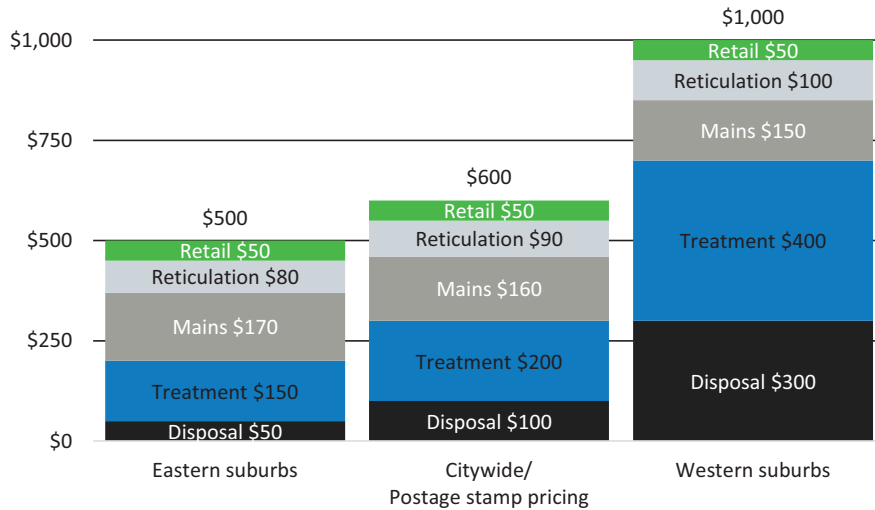 $1,000
$750
$500
$250
$0
$500
Retail $50
Reticulation $80
Mains $170
Treatment $150
Disposal $50
Eastern suburbs
$600
Retail $50
Reticulation $90
Mains $160
Treatment $200
Disposal $100
Citywide/
Postage stamp pricing
$1,000
Retail $50
Reticulation $100
Mains $150
Treatment $400
Disposal $300
Western suburbs